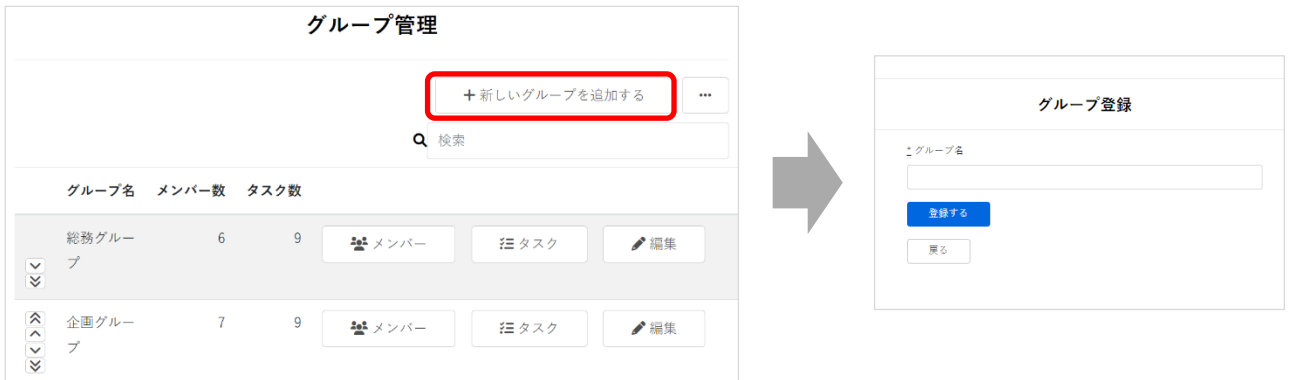 グループ管理
+ 新しいグループを追加する ...
検索
グループ名 メンバー数 タスク数
総務グルー
プ 6 9 メンバー タスク 編集
企画グルー
プ 7 9 メンバー タスク 編集
グループ登録
* グループ名
登録する
戻る